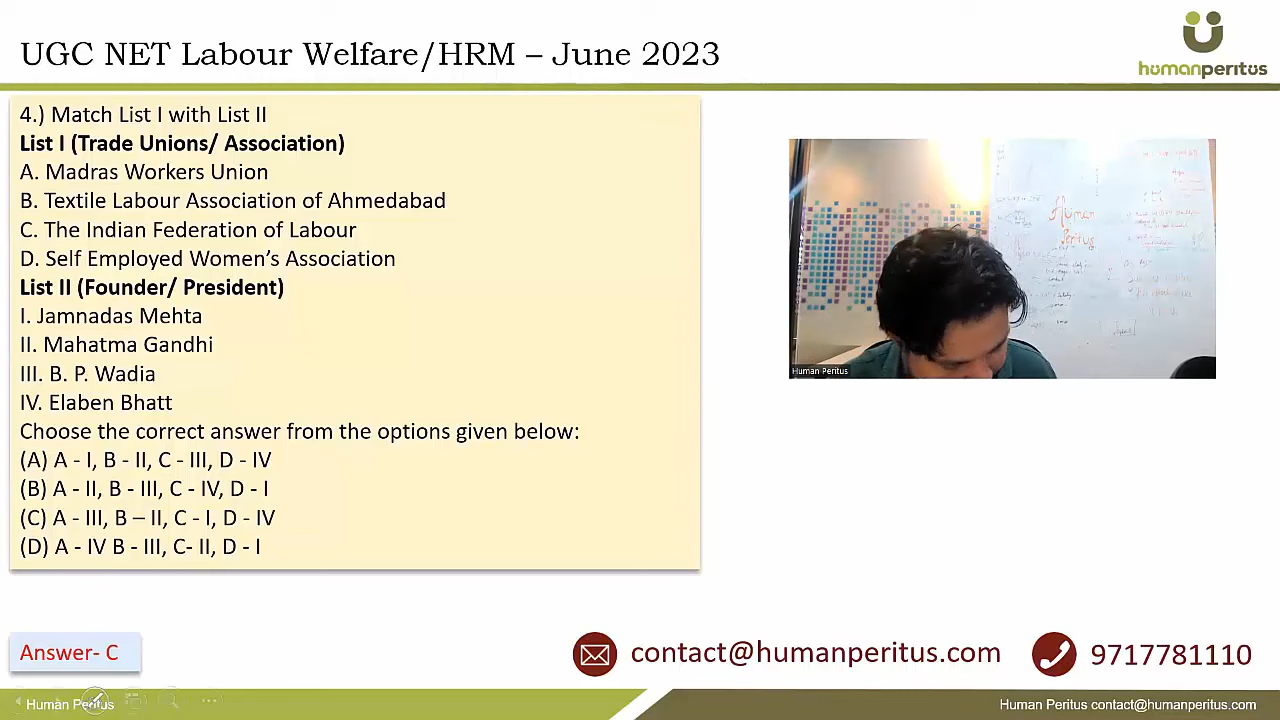 UGC NET Labour Welfare/HRM – June 2023
humanperitus
4.) Match List I with List II
List I (Trade Unions/ Association)
A. Madras Workers Union
B. Textile Labour Association of Ahmedabad
C. The Indian Federation of Labour
D. Self Employed Women's Association
List II (Founder/ President)
I. Jamnadas Mehta
II. Mahatma Gandhi
III. B. P. Wadia
IV. Elaben Bhatt
Choose the correct answer from the options given below:
(A) A - I, B - II, C - III, D - IV
(B) A - II, B - III, C - IV, D - I
(C) A - III, B – II, C - I, D - IV
(D) A - IV B - III, C- II, D - I
Human
Peritus
Human Peritus
Answer- C
contact@humanperitus.com
9717781110
Human Peritus
Human Peritus contact@humanperitus.com